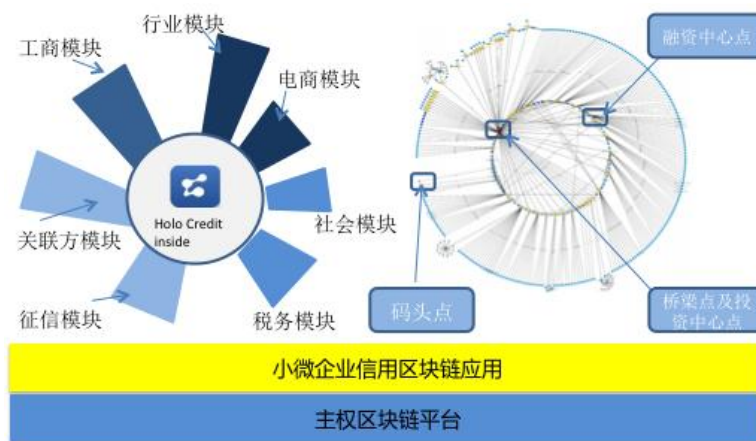 行业模块
工商模块
电商模块
融资中心点
Holo Credit
inside
社会模块
关联方模块
征信模块
税务模块
码头点
桥梁点及投
资中心点
小微企业信用区块链应用
主权区块链平台